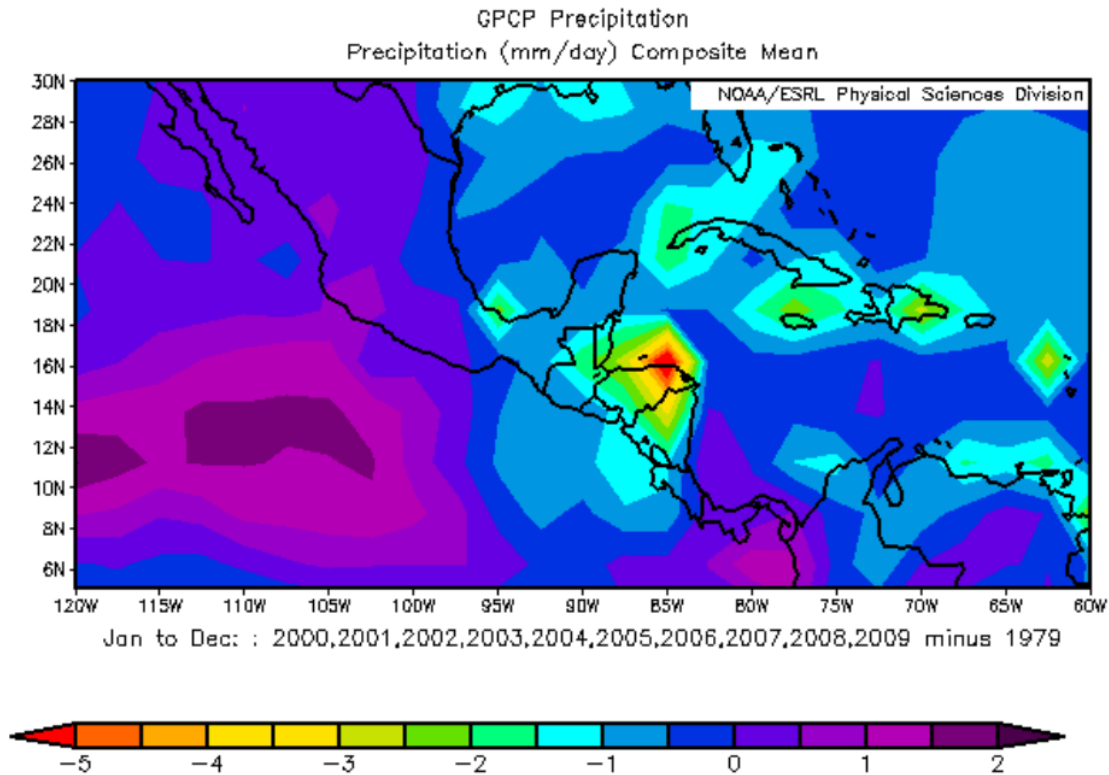 GPCP Precipitation
Precipitation (mm/day) Composite Mean
NOAA/ESRL Physical Sciences Division
30N
28N
26N
24N
22N
20N
18N
16N
14N
12N
10N
8N
6N
120W 115W 110W 105W 100W 95W 90W 85W 80W 75W 70W 65W 60W
Jan to Dec: : 2000,2001,2002,2003,2004,2005,2006,2007,2008,2009 minus 1979
-5 -4 -3 -2 -1 0 1 2